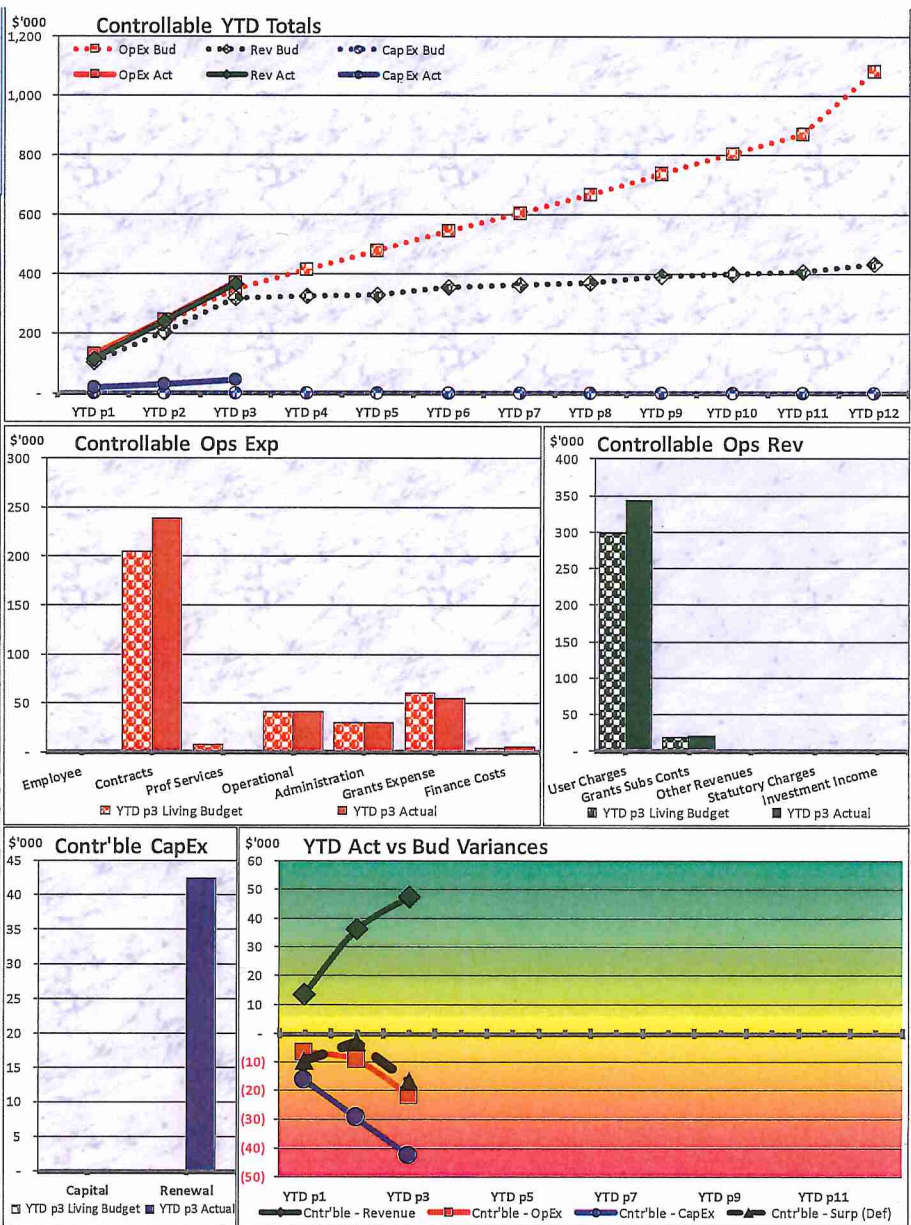 $'000 Controllable YTD Totals
OpEx Bud Rev Bud CapEx Bud
OpEx Act Rev Act CapEx Act
1,200
1,000
800
600
400
200
-
YTD p1 YTD p2 YTD p3 YTD p4 YTD p5 YTD p6 YTD p7 YTD p8 YTD p9 YTD p10 YTD p11 YTD p12
$'000 Controllable Ops Exp
300
250
200
150
100
50
-
Employee Contracts Prof Services Operational Administration Grants Expense Finance Costs
YTD p3 Living Budget YTD p3 Actual
$'000 Controllable Ops Rev
400
350
300
250
200
150
100
50
-
User Charges Grants Subs Conts Other Revenues Statutory Charges Investment Income
YTD p3 Living Budget YTD p3 Actual
$'000 Contr'ble CapEx
45
40
35
30
25
20
15
10
5
-
Capital Renewal
YTD p3 Living Budget YTD p3 Actual
$'000 YTD Act vs Bud Variances
60
50
40
30
20
10
-
(10)
(20)
(30)
(40)
(50)
YTD p1 YTD p3 YTD p5 YTD p7 YTD p9 YTD p11
Cntr'ble - Revenue Cntr'ble - OpEx Cntr'ble - CapEx Cntr'ble - Surp (Def)